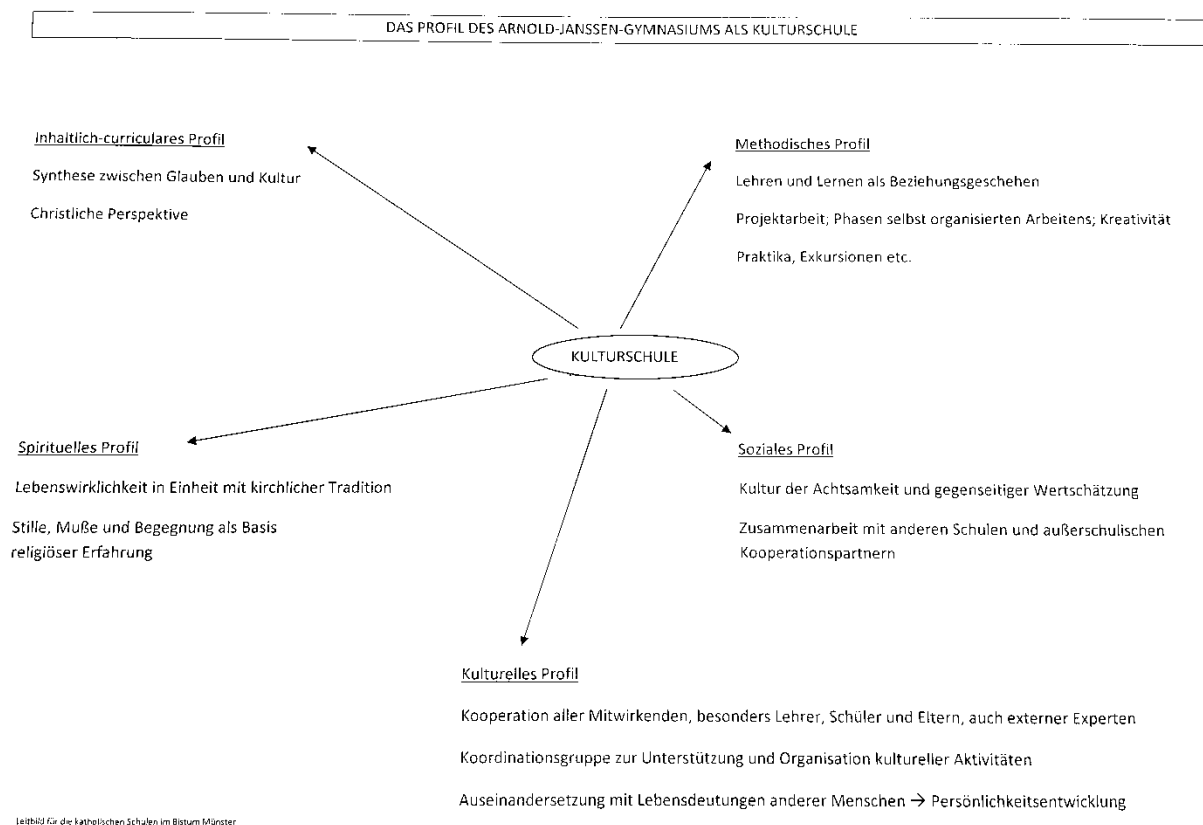 DAS PROFIL DES ARNOLD-JANSSEN-GYMNASIUMS ALS KULTURSCHULE
Inhaltlich-curriculares Profil
Synthese zwischen Glauben und Kultur
Christliche Perspektive
Methodisches Profil
Lehren und Lernen als Beziehungsgeschehen
Projektarbeit; Phasen selbst organisierten Arbeitens; Kreativität
Praktika, Exkursionen etc.
KULTURSCHULE
Spirituelles Profil
Lebenswirklichkeit in Einheit mit kirchlicher Tradition
Stille, Muße und Begegnung als Basis
religiöser Erfahrung
Soziales Profil
Kultur der Achtsamkeit und gegenseitiger Wertschätzung
Zusammenarbeit mit anderen Schulen und außerschulischen
Kooperationspartnern
Kulturelles Profil
Kooperation aller Mitwirkenden, besonders Lehrer, Schüler und Eltern, auch externer Experten
Koordinationsgruppe zur Unterstützung und Organisation kultureller Aktivitäten
Auseinandersetzung mit Lebensdeutungen anderer Menschen → Persönlichkeitsentwicklung
Leitbild für die katholischen Schulen im Bistum Münster